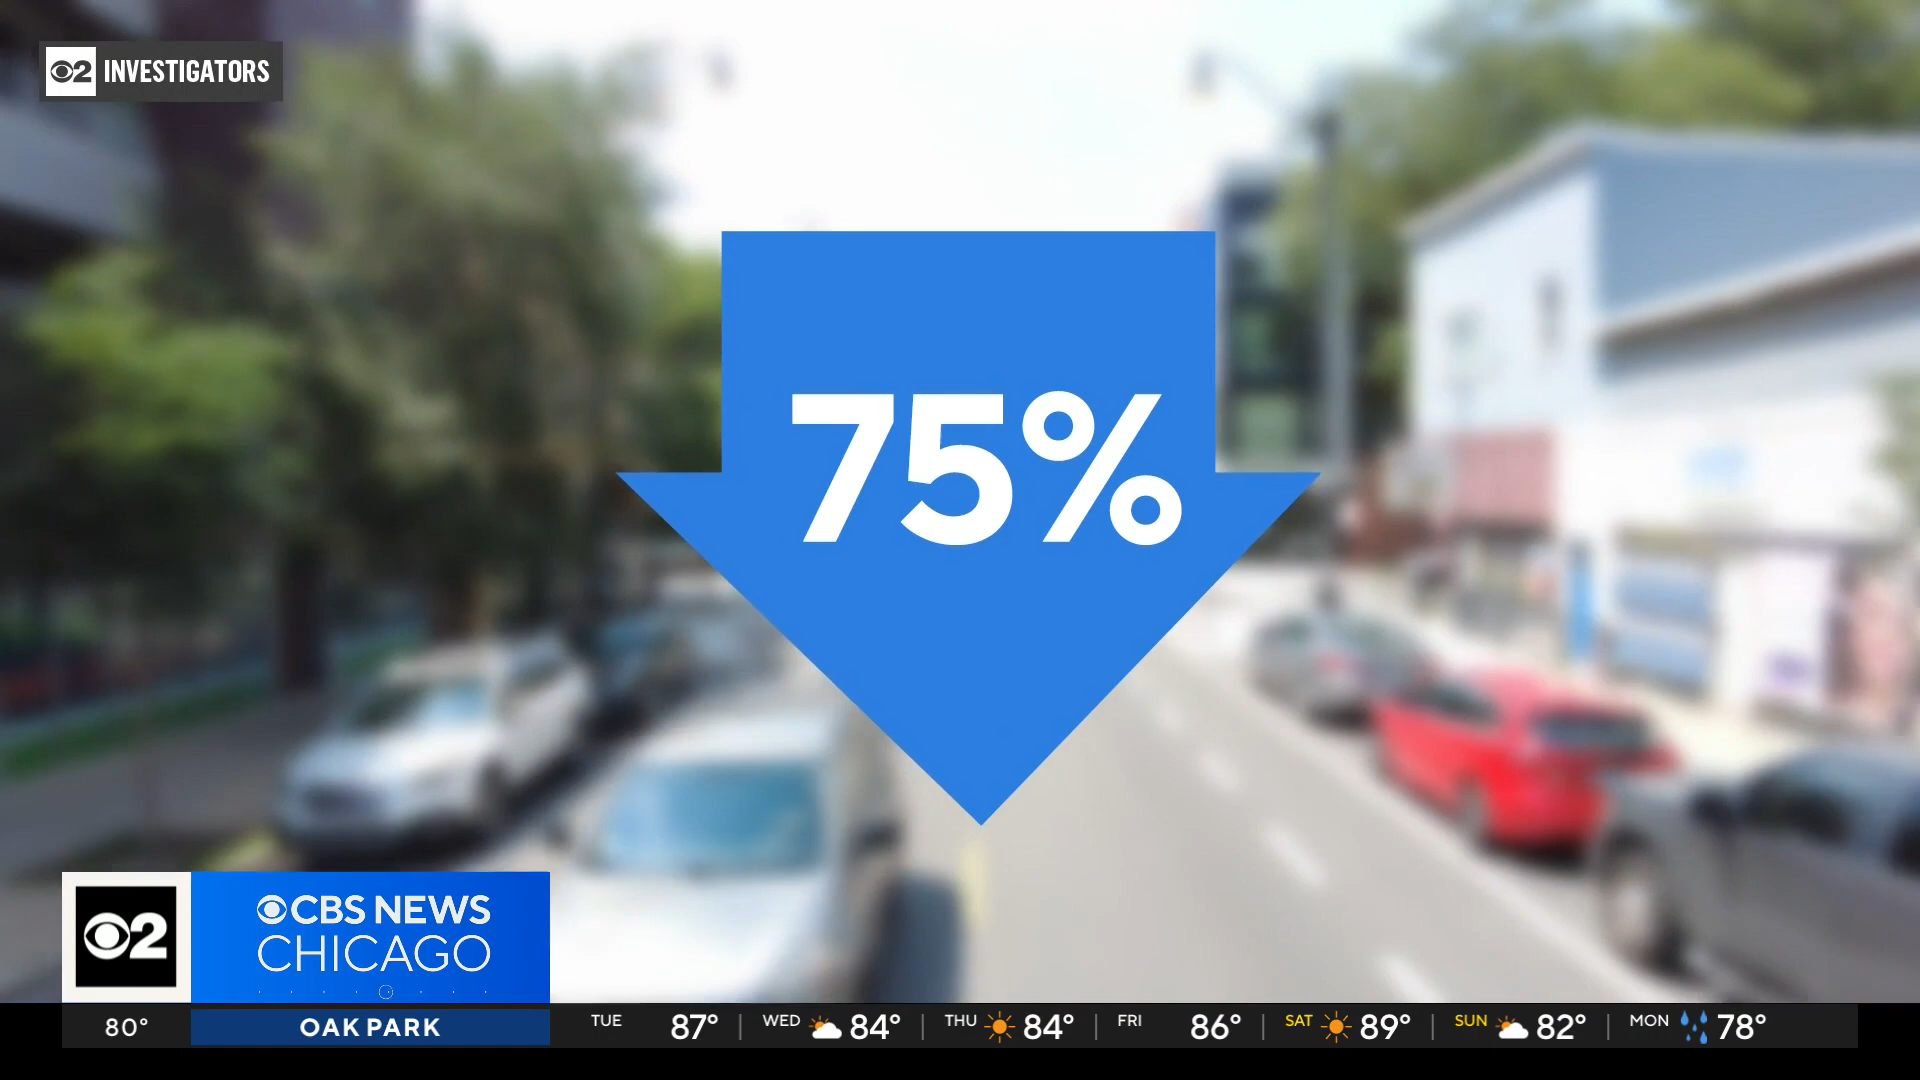 2 INVESTIGATORS
75%
2
CBS NEWS
CHICAGO
80° OAK PARK TUE 87° WED 84° THU 84° FRI 86° SAT 89° SUN 82° MON 78°